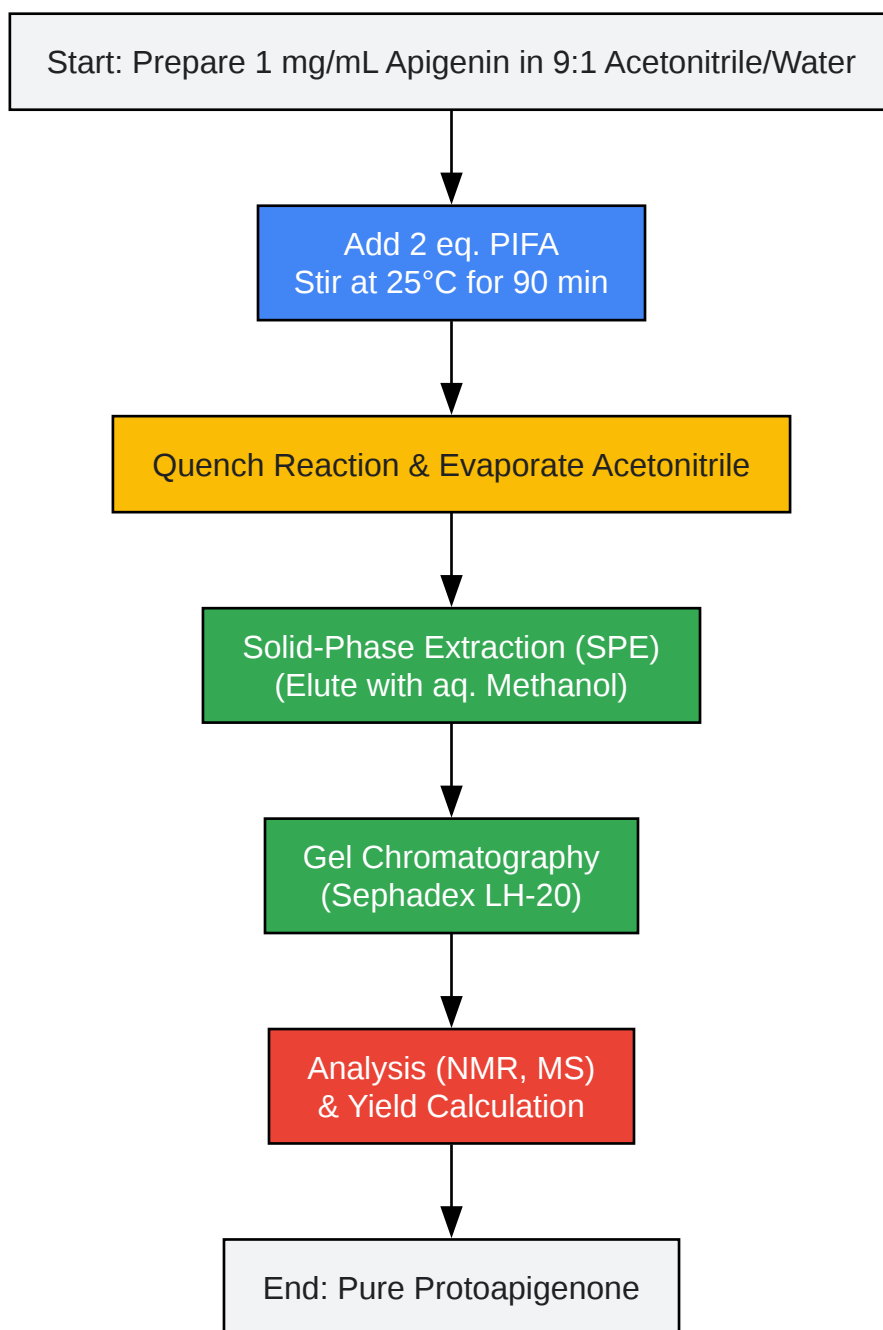 Start: Prepare 1 mg/mL Apigenin in 9:1 Acetonitrile/Water
Add 2 eq. PIFA
Stir at 25°C for 90 min
Quench Reaction & Evaporate Acetonitrile
Solid-Phase Extraction (SPE)
(Elute with aq. Methanol)
Gel Chromatography
(Sephadex LH-20)
Analysis (NMR, MS)
& Yield Calculation
End: Pure Protoapigenone